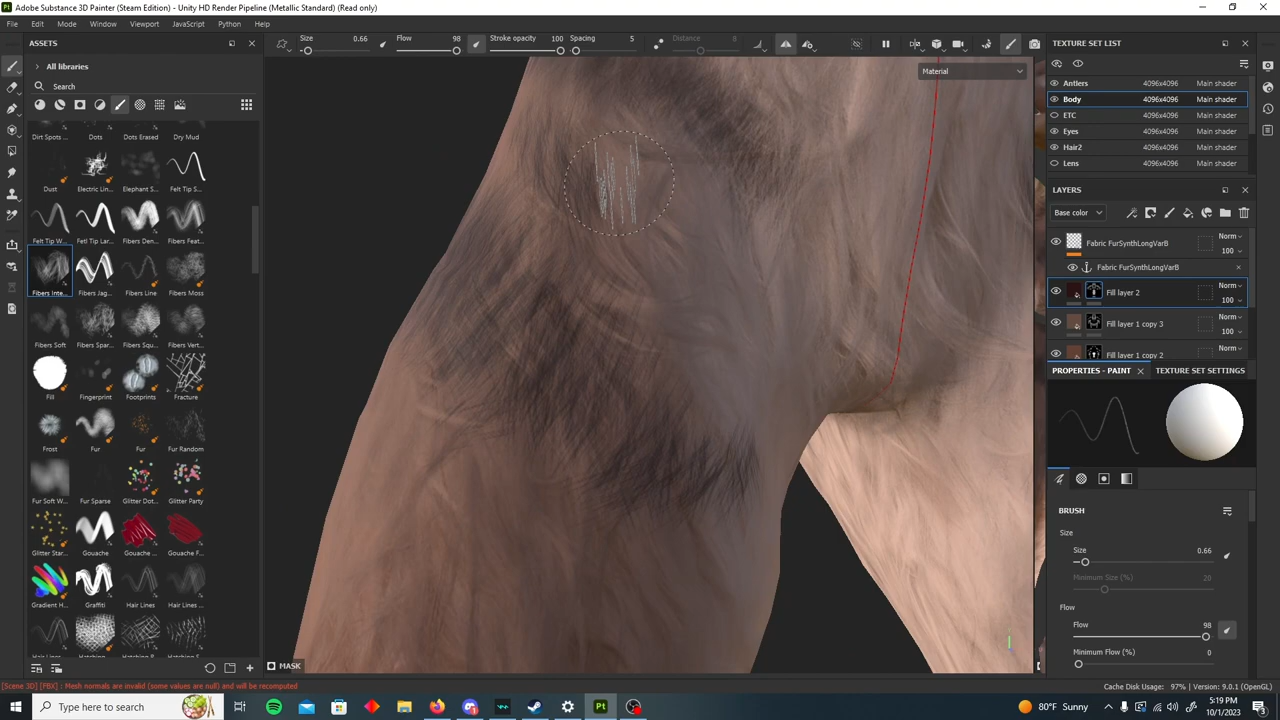 Pt Adobe Substance 3D Painter (Steam Edition) - Unity HD Render Pipeline (Metallic Standard) (Read only)
File Edit Mode Window Viewport JavaScript Python Help
ASSETS
Size 0.66 Flow 98 Stroke opacity 100 Spacing 5 Distance 8
All libraries
Search
Material
Dirt Spots ... Dots Dots Erased Dry Mud
Dust Electric Lin... Elephant S... Felt Tip S...
Felt Tip W... Fetl Tip Lar... Fibers Den... Fibers Feat...
Fibers Inte... Fibers Jag... Fibers Line Fibers Moss
Fibers Soft Fibers Spar... Fibers Squ... Fibers Vert...
Fill Fingerprint Footprints Fracture
Frost Fur Fur Fur Random
Fur Soft W... Fur Sparse Glitter Dot... Glitter Party
Glitter Star... Gouache Gouache ... Gouache F...
Gradient H... Graffiti Hair Lines Hair Lines ...
MASK
TEXTURE SET LIST
Antlers 4096x4096 Main shader
Body 4096x4096 Main shader
ETC 4096x4096 Main shader
Eyes 4096x4096 Main shader
Hair2 4096x4096 Main shader
Lens 4096x4096 Main shader
LAYERS
Base color
Fabric FurSynthLongVarB Norm 100
Fabric FurSynthLongVarB
Fill layer 2 Norm 100
Fill layer 1 copy 3 Norm 100
Fill layer 1 copy 2 Norm
PROPERTIES - PAINT TEXTURE SET SETTINGS
BRUSH
Size
Size 0.66
Minimum Size (%) 20
Flow
Flow 98
Minimum Flow (%) 0
[Scene 3D] [FBX] : Mesh normals are invalid (some values are null) and will be recomputed
Cache Disk Usage: 97% | Version: 9.0.1 (OpenGL)
Type here to search
Pt
80°F Sunny
5:19 PM
10/1/2023